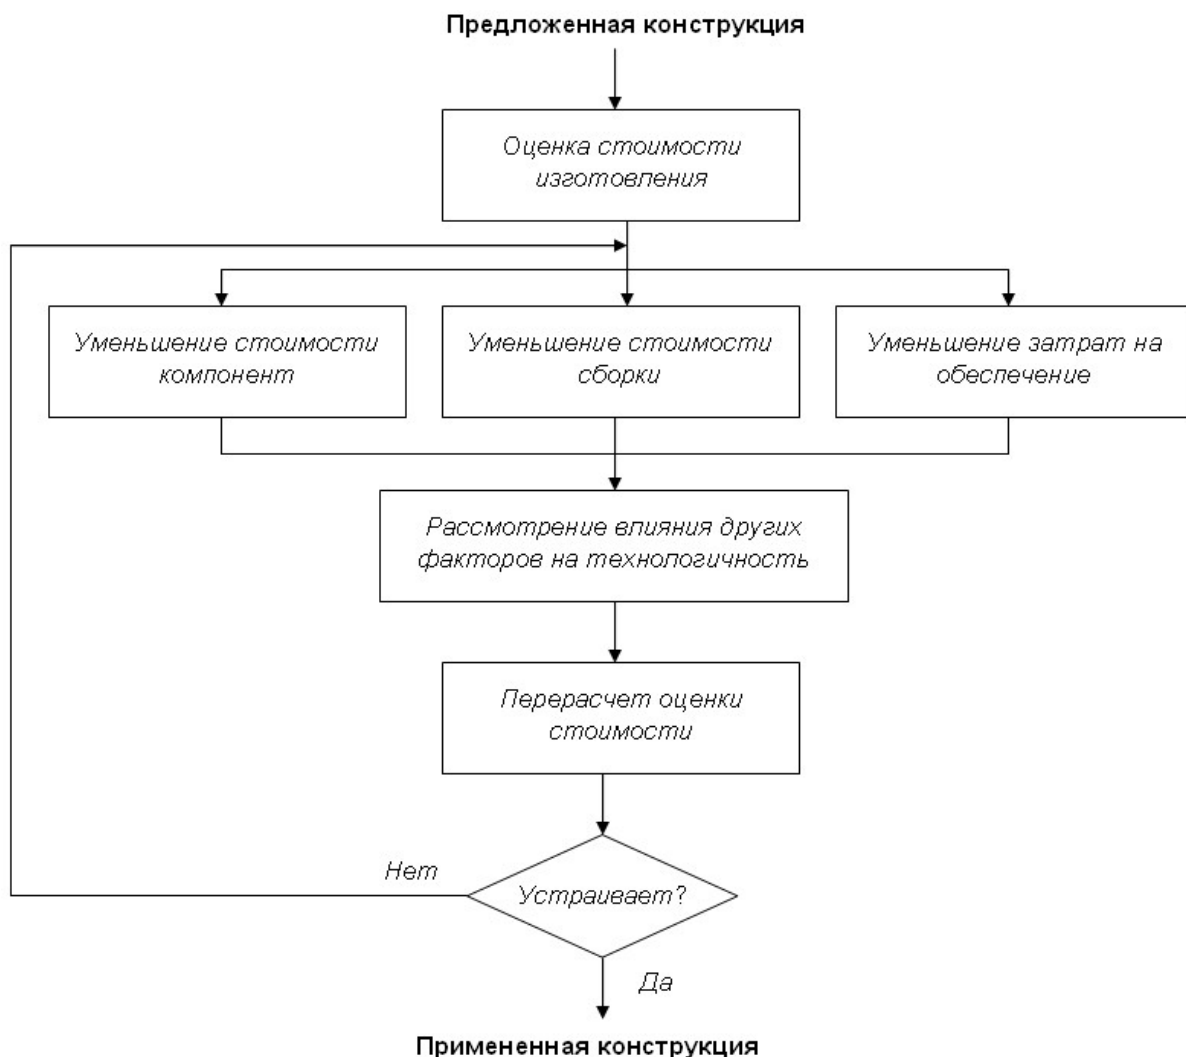 Предложенная конструкция
Оценка стоимости
изготовления
Уменьшение стоимости
компонент
Уменьшение стоимости
сборки
Уменьшение затрат на
обеспечение
Рассмотрение влияния других
факторов на технологичность
Перерасчет оценки
стоимости
Нет
Устраивает?
Да
Примененная конструкция